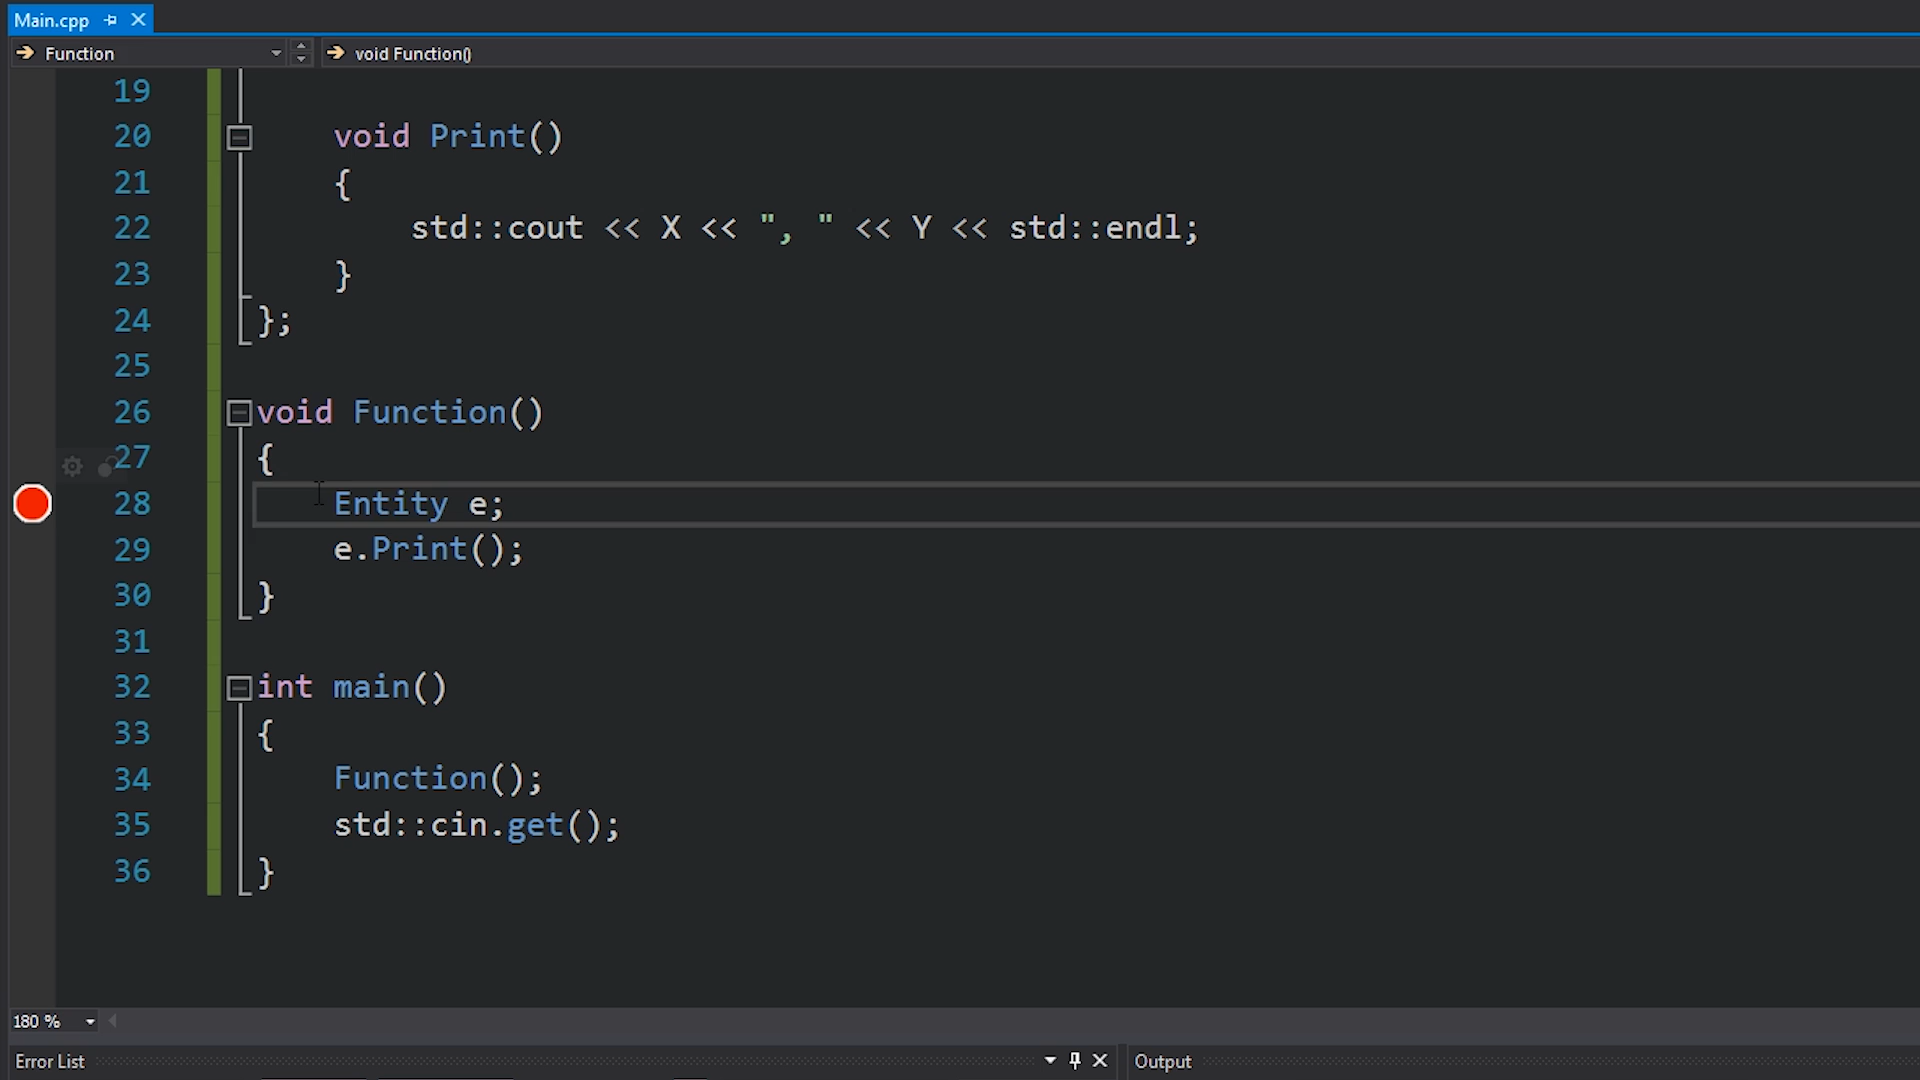 Main.cpp
Function void Function()
19
20 void Print()
21 {
22 std::cout << X << ", " << Y << std::endl;
23 }
24 };
25
26 void Function()
27 {
28 Entity e;
29 e.Print();
30 }
31
32 int main()
33 {
34 Function();
35 std::cin.get();
36 }
180 %
Error List Output